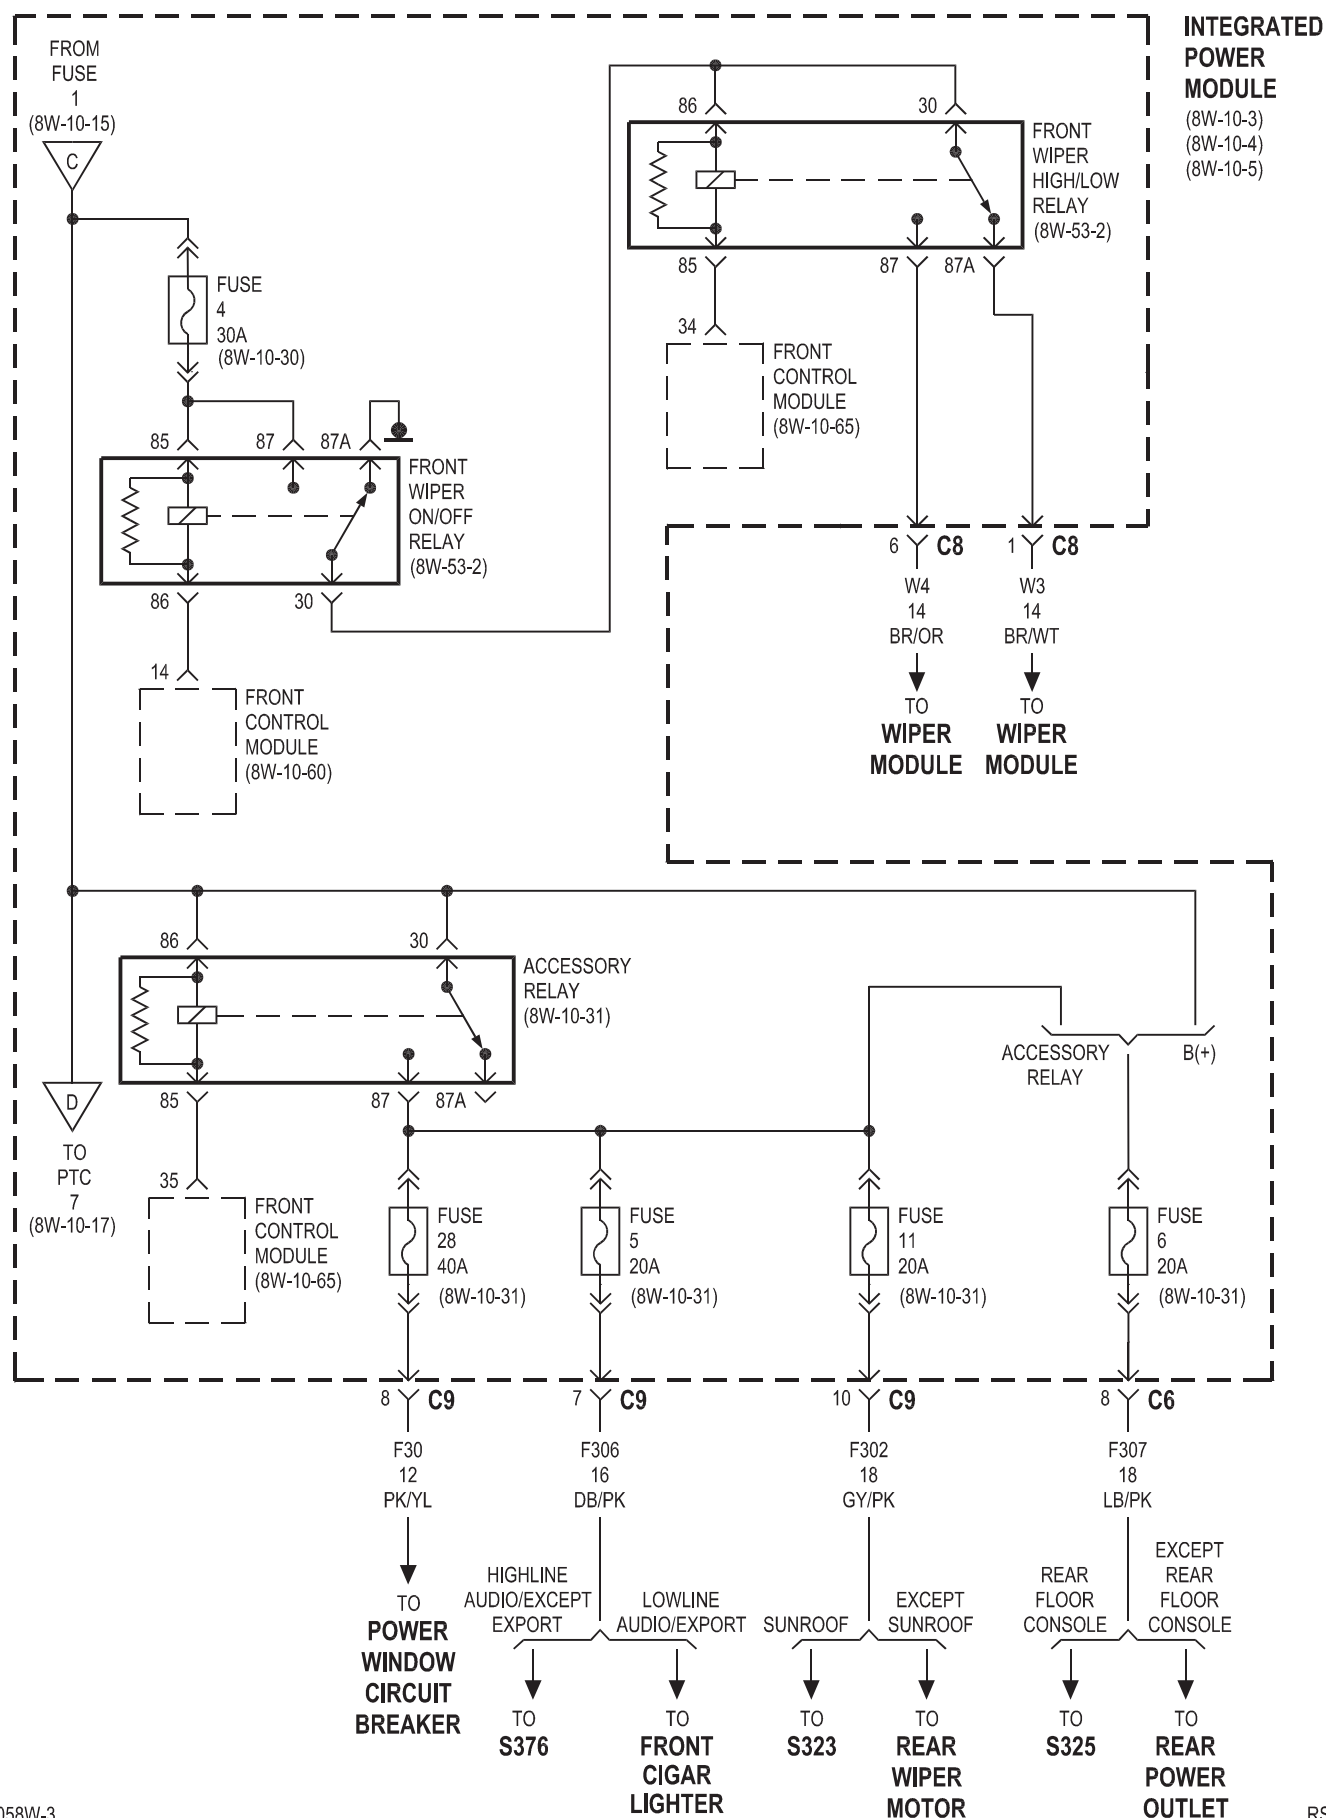 INTEGRATED
POWER
MODULE
(8W-10-3)
(8W-10-4)
(8W-10-5)
FROM
FUSE
1
(8W-10-15)
C
86
30
FRONT
WIPER
HIGH/LOW
RELAY
(8W-53-2)
85
87
87A
FUSE
4
30A
(8W-10-30)
34
FRONT
CONTROL
MODULE
(8W-10-65)
85
87
87A
FRONT
WIPER
ON/OFF
RELAY
(8W-53-2)
86
30
6
C8
1
C8
W4
14
BR/OR
W3
14
BR/WT
TO
WIPER
MODULE
TO
WIPER
MODULE
14
FRONT
CONTROL
MODULE
(8W-10-60)
86
30
ACCESSORY
RELAY
(8W-10-31)
ACCESSORY
RELAY
B(+)
D
TO
PTC
7
(8W-10-17)
85
87
87A
35
FRONT
CONTROL
MODULE
(8W-10-65)
FUSE
28
40A
(8W-10-31)
FUSE
5
20A
(8W-10-31)
FUSE
11
20A
(8W-10-31)
FUSE
6
20A
(8W-10-31)
8
C9
7
C9
10
C9
8
C6
F30
12
PK/YL
F306
16
DB/PK
F302
18
GY/PK
F307
18
LB/PK
TO
POWER
WINDOW
CIRCUIT
BREAKER
HIGHLINE
AUDIO/EXCEPT
EXPORT
LOWLINE
AUDIO/EXPORT
SUNROOF
EXCEPT
SUNROOF
REAR
FLOOR
CONSOLE
EXCEPT
REAR
FLOOR
CONSOLE
TO
S376
TO
FRONT
CIGAR
LIGHTER
TO
S323
TO
REAR
WIPER
MOTOR
TO
S325
TO
REAR
POWER
OUTLET
058W-3
RS